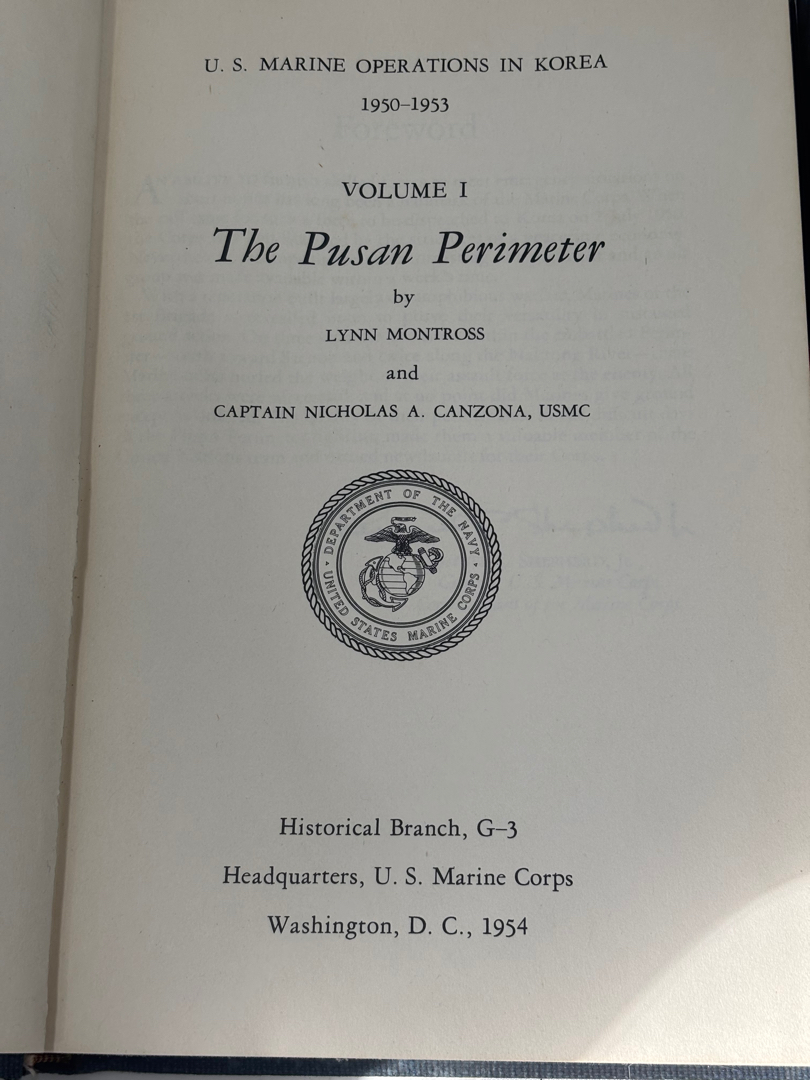 U. S. MARINE OPERATIONS IN KOREA
1950–1953
VOLUME I
The Pusan Perimeter
by
LYNN MONTROSS
and
CAPTAIN NICHOLAS A. CANZONA, USMC
DEPARTMENT OF THE NAVY
UNITED STATES MARINE CORPS
Historical Branch, G–3
Headquarters, U. S. Marine Corps
Washington, D. C., 1954
Foreword